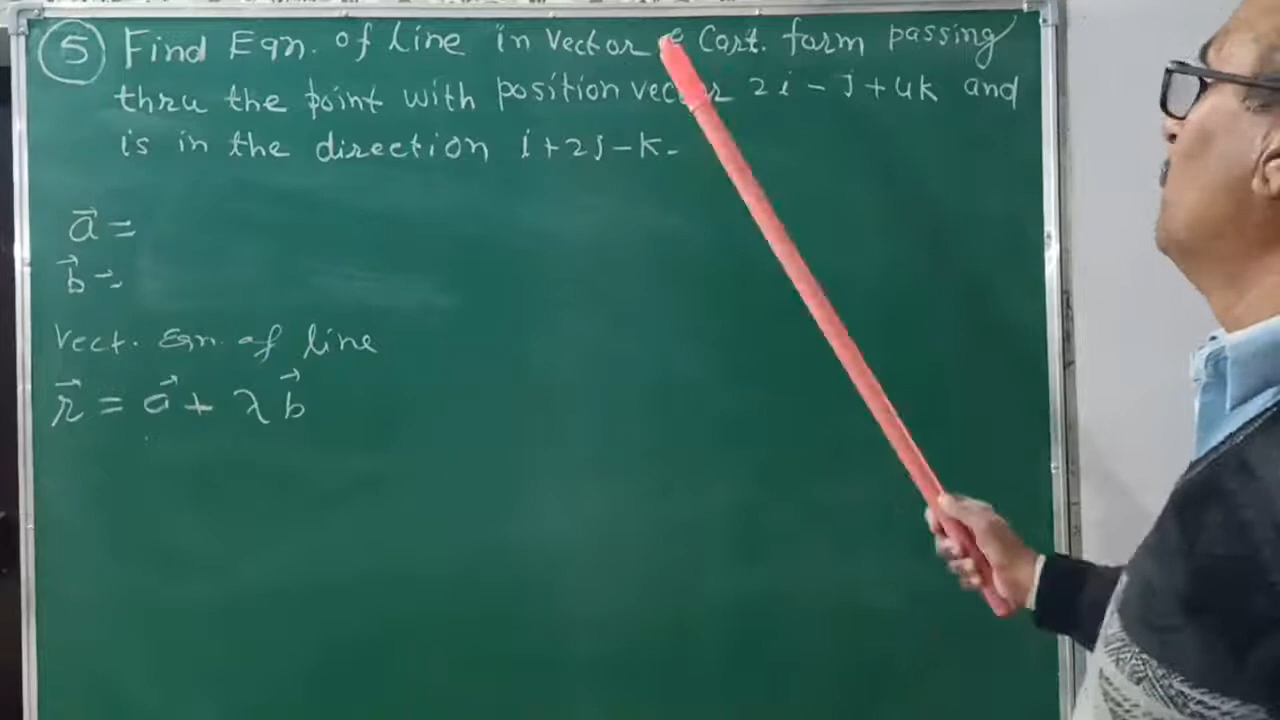 5 Find Eqn. of Line in Vector & Cart. form passing
thru the point with position vector 2i - j + 4k and
is in the direction i + 2j - k.
a⃗ =
b⃗ =
Vect. Eqn. of line
r⃗ = a⃗ + λ b⃗